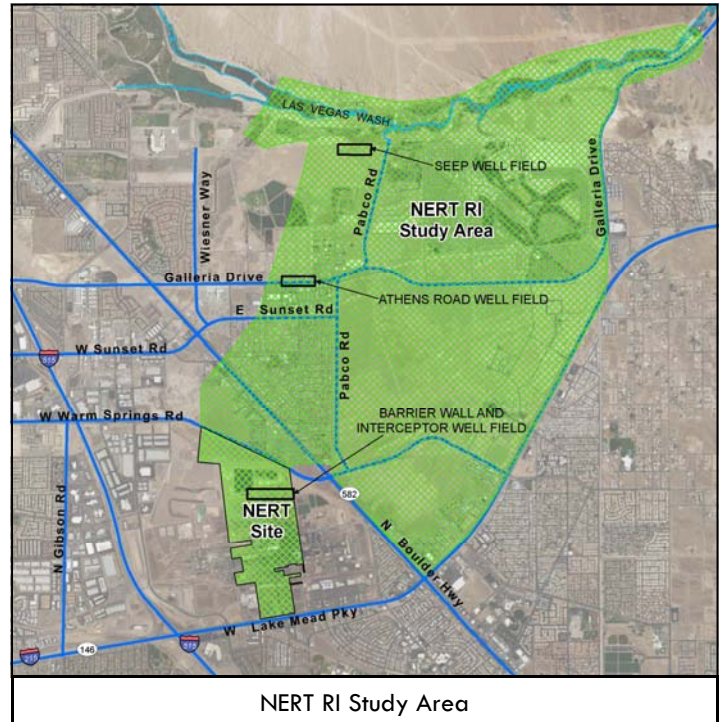 LAS VEGAS WASH
SEEP WELL FIELD
Wiesner Way
Pabco Rd
NERT RI
Study Area
Galleria Drive
Galleria Drive
ATHENS ROAD WELL FIELD
E Sunset Rd
W Sunset Rd
515
Pabco Rd
W Warm Springs Rd
BARRIER WALL AND
INTERCEPTOR WELL FIELD
N Gibson Rd
NERT
Site
582
N Boulder Hwy
W Lake Mead Pky
146
515
215
NERT RI Study Area